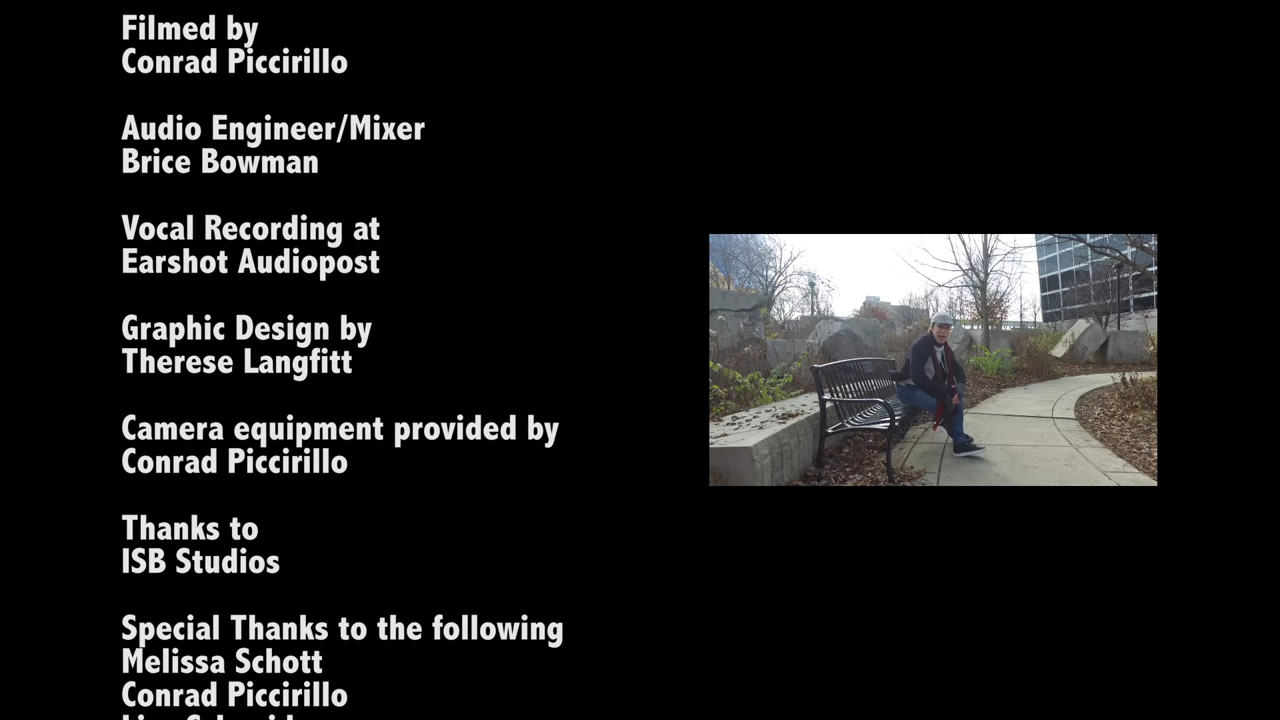 Filmed by
Conrad Piccirillo
Audio Engineer/Mixer
Brice Bowman
Vocal Recording at
Earshot Audiopost
Graphic Design by
Therese Langfitt
Camera equipment provided by
Conrad Piccirillo
Thanks to
ISB Studios
Special Thanks to the following
Melissa Schott
Conrad Piccirillo